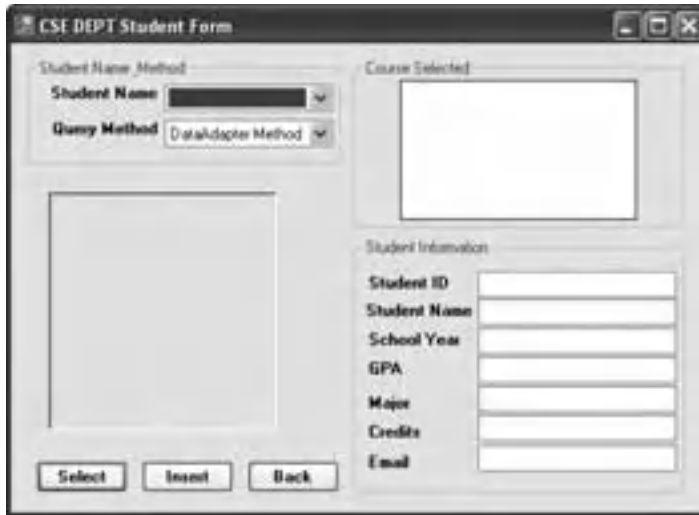 CSE DEPT Student Form
Student Name_Method
Student Name
Query Method
DataAdapter Method
Course Selected
Student Information
Student ID
Student Name
School Year
GPA
Major
Credits
Email
Select
Insert
Back